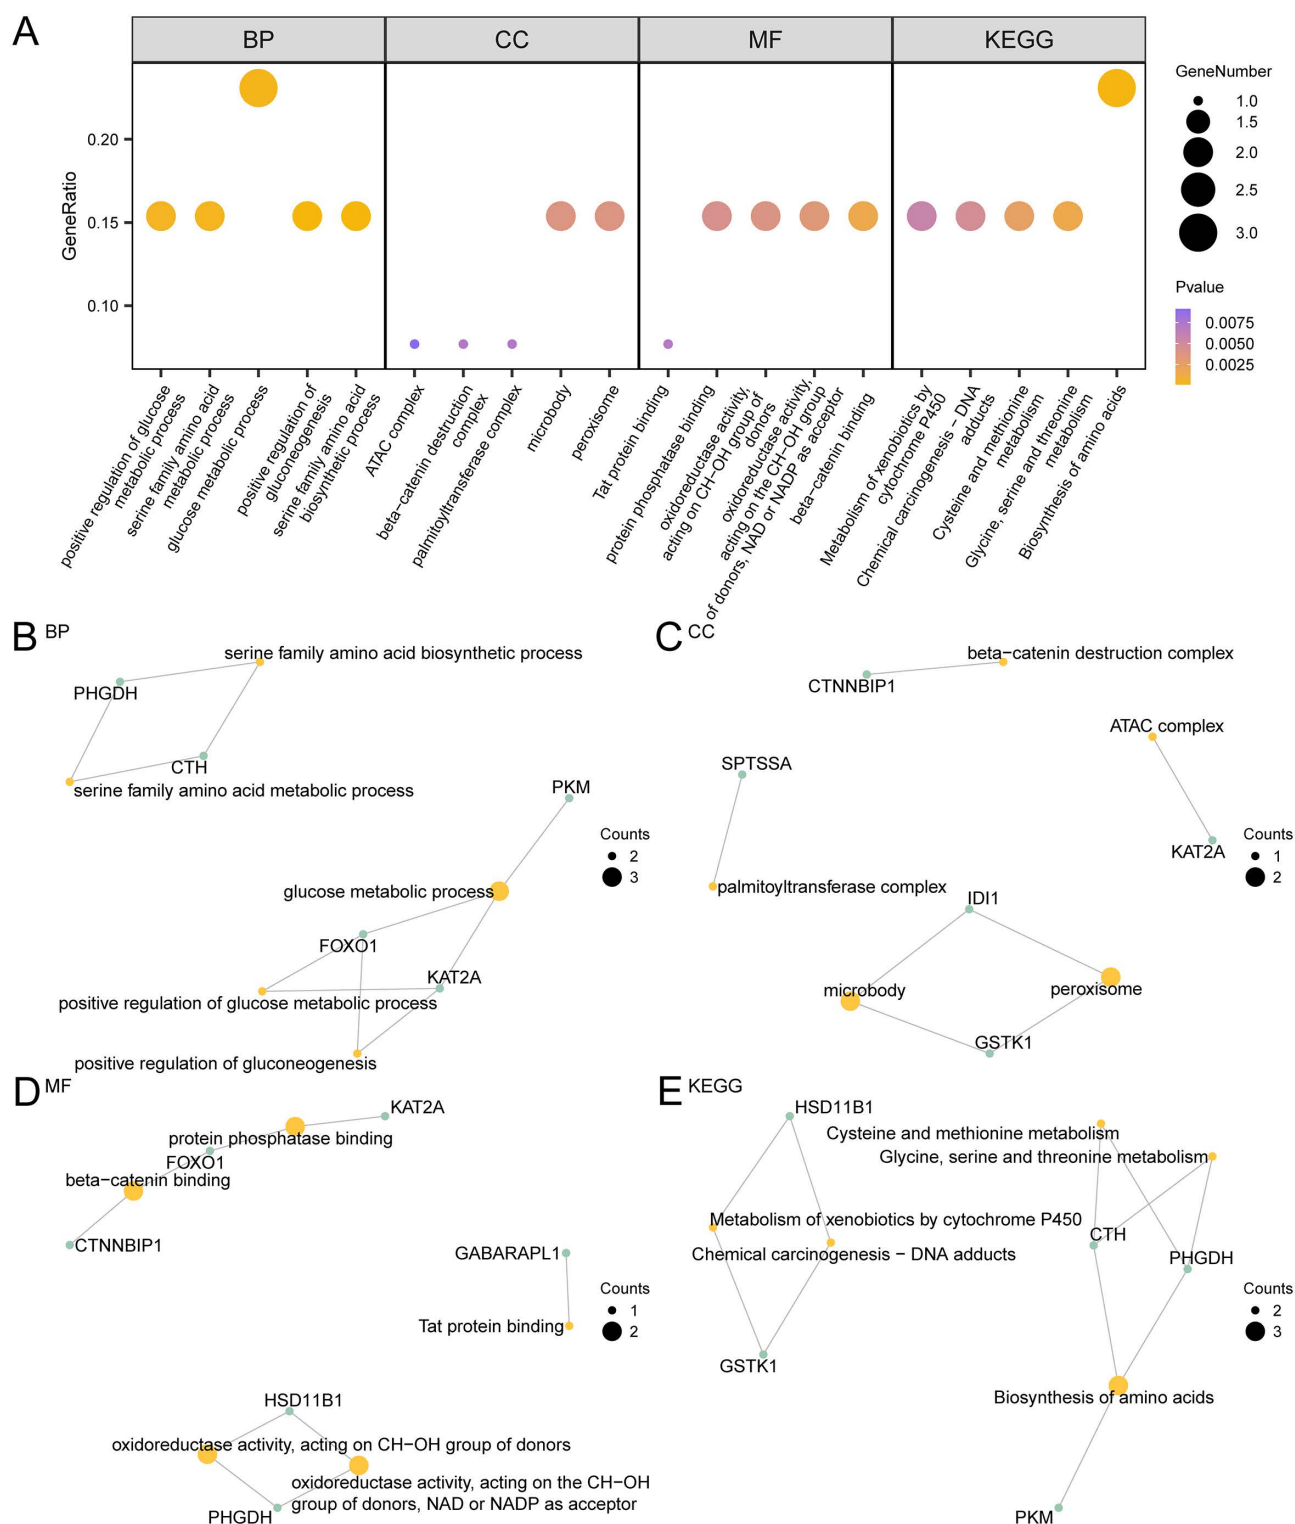 A
BP
CC
MF
KEGG
GeneRatio
0.20
0.15
0.10
GeneNumber
1.0
1.5
2.0
2.5
3.0
Pvalue
0.0075
0.0050
0.0025
positive regulation of glucose
metabolic process
serine family amino acid
metabolic process
glucose metabolic process
positive regulation of
gluconeogenesis
serine family amino acid
biosynthetic process
ATAC complex
beta−catenin destruction
complex
palmitoyltransferase complex
microbody
peroxisome
Tat protein binding
protein phosphatase binding
oxidoreductase activity,
acting on CH−OH group of
donors
oxidoreductase activity,
acting on the CH−OH group
of donors, NAD or NADP as acceptor
beta−catenin binding
Metabolism of xenobiotics by
cytochrome P450
Chemical carcinogenesis − DNA
adducts
Cysteine and methionine
metabolism
Glycine, serine and threonine
metabolism
Biosynthesis of amino acids
B BP
serine family amino acid biosynthetic process
PHGDH
CTH
serine family amino acid metabolic process
PKM
glucose metabolic process
FOXO1
KAT2A
positive regulation of glucose metabolic process
positive regulation of gluconeogenesis
Counts
2
3
C CC
beta−catenin destruction complex
CTNNBIP1
ATAC complex
SPTSSA
KAT2A
palmitoyltransferase complex
IDI1
microbody
peroxisome
GSTK1
Counts
1
2
D MF
KAT2A
protein phosphatase binding
FOXO1
beta−catenin binding
CTNNBIP1
GABARAPL1
Tat protein binding
HSD11B1
oxidoreductase activity, acting on CH−OH group of donors
oxidoreductase activity, acting on the CH−OH
group of donors, NAD or NADP as acceptor
PHGDH
Counts
1
2
E KEGG
HSD11B1
Cysteine and methionine metabolism
Glycine, serine and threonine metabolism
Metabolism of xenobiotics by cytochrome P450
CTH
Chemical carcinogenesis − DNA adducts
PHGDH
GSTK1
Biosynthesis of amino acids
PKM
Counts
2
3